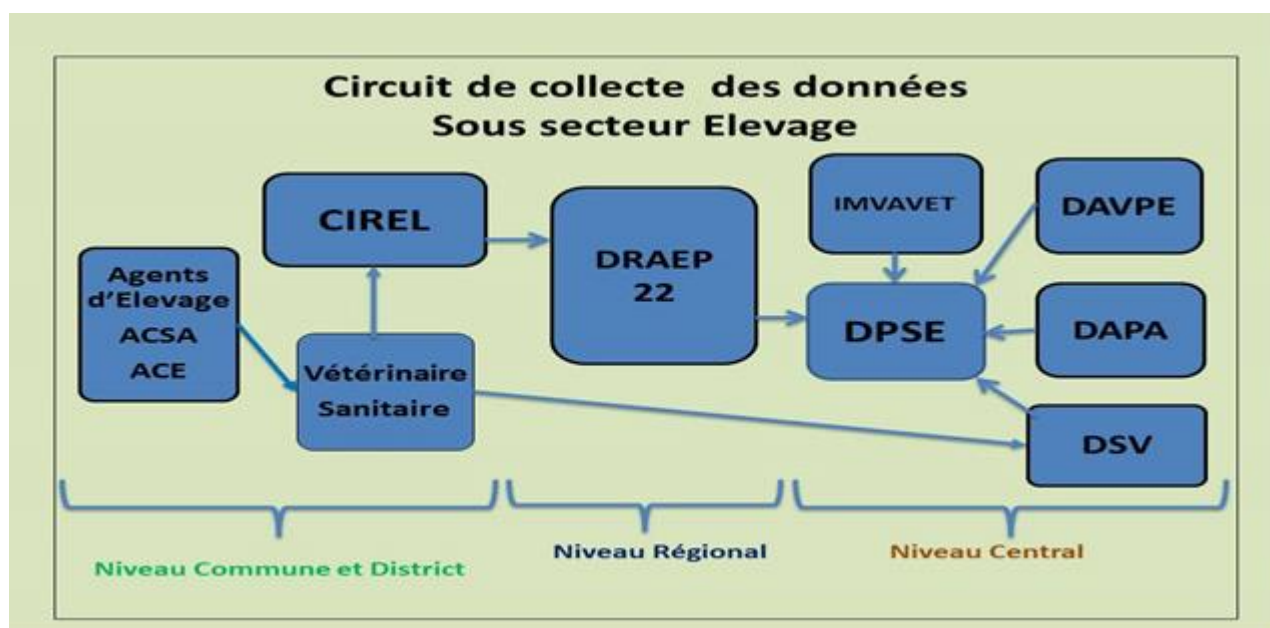 Circuit de collecte des données
Sous secteur Elevage
Agents
d'Elevage
ACSA
ACE
CIREL
Vétérinaire
Sanitaire
DRAEP
22
IMVAVET
DPSE
DAVPE
DAPA
DSV
Niveau Commune et District
Niveau Régional
Niveau Central